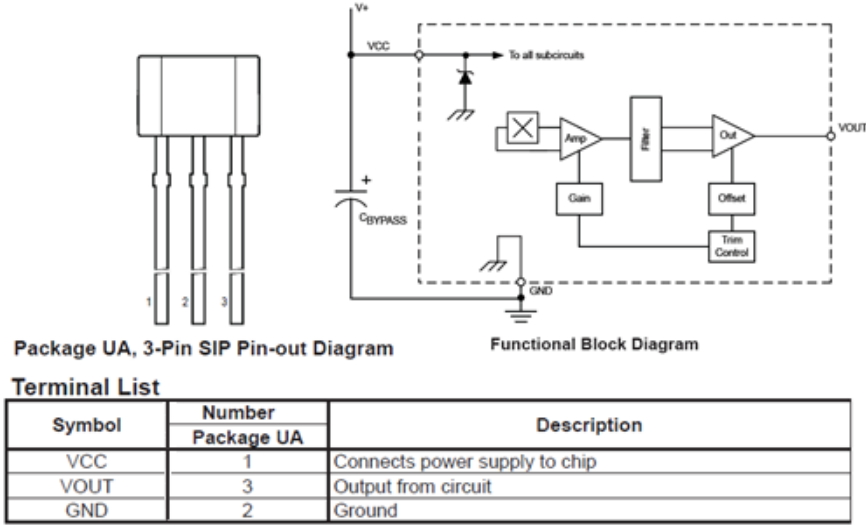 V+
VCC
To all subcircuits
Amp
Filter
Out
VOUT
Gain
Offset
Trim
Control
+
CBYPASS
GND
1 2 3
Package UA, 3-Pin SIP Pin-out Diagram
Functional Block Diagram
Terminal List
Symbol Number Description
Package UA
VCC 1 Connects power supply to chip
VOUT 3 Output from circuit
GND 2 Ground